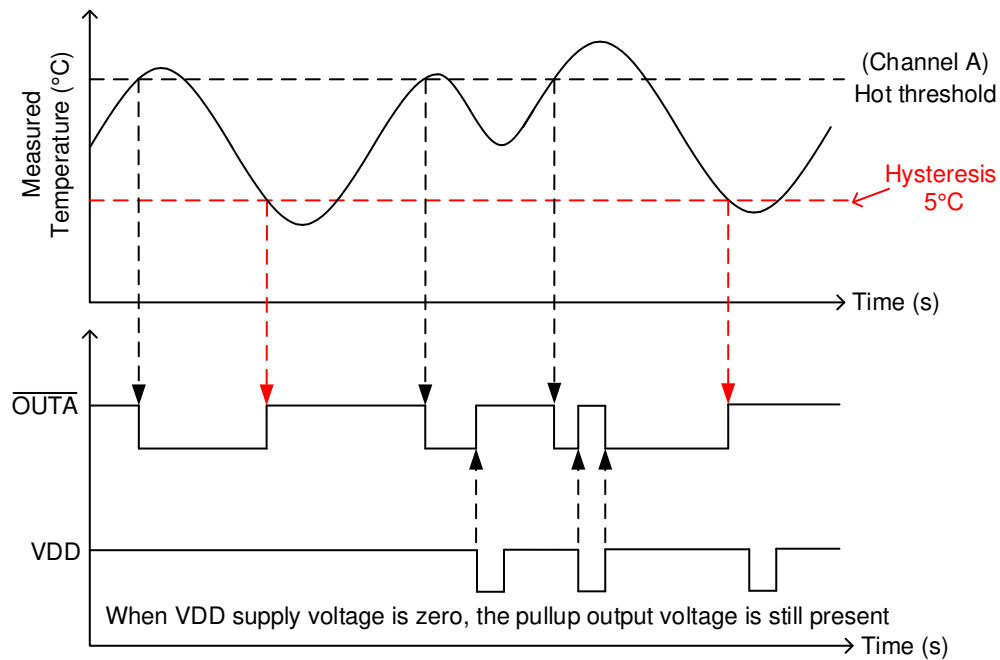 Measured
Temperature (°C)
(Channel A)
Hot threshold
Hysteresis
5°C
Time (s)
OUTA
VDD
When VDD supply voltage is zero, the pullup output voltage is still present
Time (s)